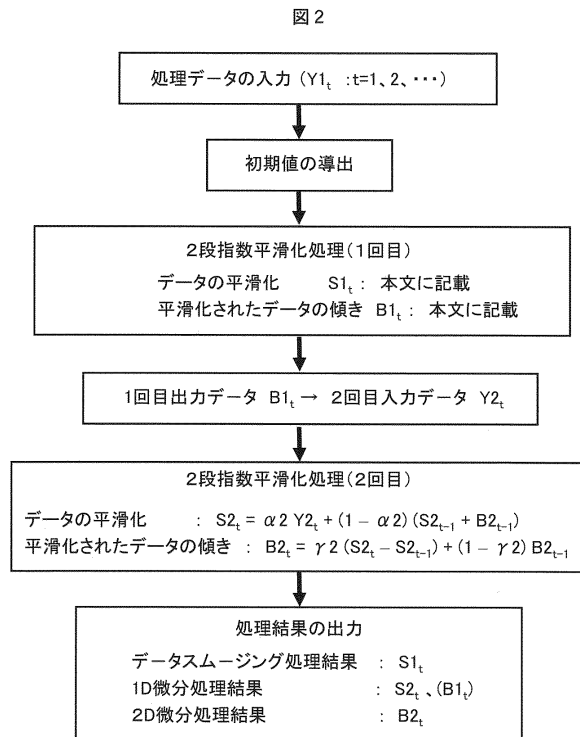 図２
処理データの入力 (Y1t :t=1、2、･･･)
初期値の導出
２段指数平滑化処理(１回目)
データの平滑化 S1t : 本文に記載
平滑化されたデータの傾き B1t : 本文に記載
1回目出力データ B1t → 2回目入力データ Y2t
２段指数平滑化処理(２回目)
データの平滑化 : S2t = α2 Y2t + (1 − α2) (S2t-1 + B2t-1)
平滑化されたデータの傾き : B2t = γ2 (S2t − S2t-1) + (1 − γ2) B2t-1
処理結果の出力
データスムージング処理結果 : S1t
1D微分処理結果 : S2t 、(B1t)
2D微分処理結果 : B2t